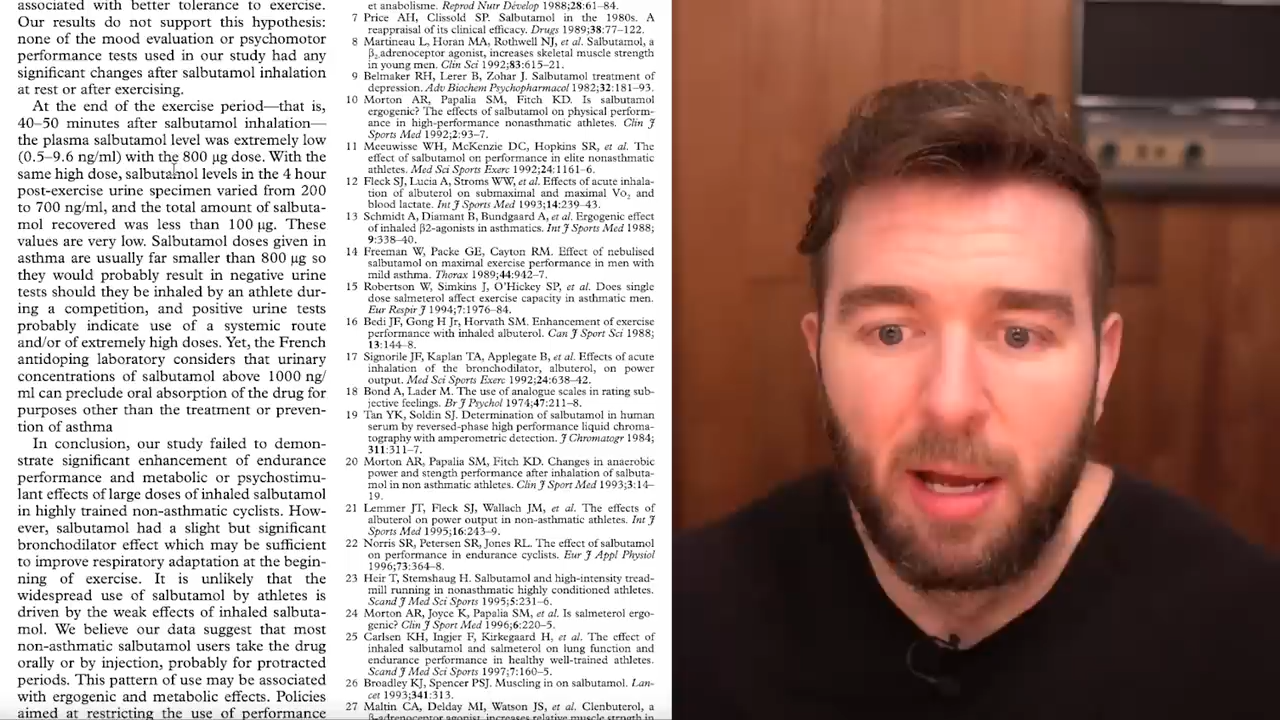 associated with better tolerance to exercise.
Our results do not support this hypothesis:
none of the mood evaluation or psychomotor
performance tests used in our study had any
significant changes after salbutamol inhalation
at rest or after exercising.
At the end of the exercise period—that is,
40–50 minutes after salbutamol inhalation—
the plasma salbutamol level was extremely low
(0.5–9.6 ng/ml) with the 800 µg dose. With the
same high dose, salbutamol levels in the 4 hour
post-exercise urine specimen varied from 200
to 700 ng/ml, and the total amount of salbuta-
mol recovered was less than 100 µg. These
values are very low. Salbutamol doses given in
asthma are usually far smaller than 800 µg so
they would probably result in negative urine
tests should they be inhaled by an athlete dur-
ing a competition, and positive urine tests
probably indicate use of a systemic route
and/or of extremely high doses. Yet, the French
antidoping laboratory considers that urinary
concentrations of salbutamol above 1000 ng/
ml can preclude oral absorption of the drug for
purposes other than the treatment or preven-
tion of asthma
In conclusion, our study failed to demon-
strate significant enhancement of endurance
performance and metabolic or psychostimu-
lant effects of large doses of inhaled salbutamol
in highly trained non-asthmatic cyclists. How-
ever, salbutamol had a slight but significant
bronchodilator effect which may be sufficient
to improve respiratory adaptation at the begin-
ning of exercise. It is unlikely that the
widespread use of salbutamol by athletes is
driven by the weak effects of inhaled salbuta-
mol. We believe our data suggest that most
non-asthmatic salbutamol users take the drug
orally or by injection, probably for protracted
periods. This pattern of use may be associated
with ergogenic and metabolic effects. Policies
aimed at restricting the use of performance
et anabolisme. Reprod Nutr Dévelop 1988;28:61–84.
7 Price AH, Clissold SP. Salbutamol in the 1980s. A
reappraisal of its clinical efficacy. Drugs 1989;38:77–122.
8 Martineau L, Horan MA, Rothwell NJ, et al. Salbutamol, a
β2 adrenoceptor agonist, increases skeletal muscle strength
in young men. Clin Sci 1992;83:615–21.
9 Belmaker RH, Lerer B, Zohar J. Salbutamol treatment of
depression. Adv Biochem Psychopharmacol 1982;32:181–93.
10 Morton AR, Papalia SM, Fitch KD. Is salbutamol
ergogenic? The effects of salbutamol on physical perform-
ance in high-performance nonasthmatic athletes. Clin J
Sports Med 1992;2:93–7.
11 Meeuwisse WH, McKenzie DC, Hopkins SR, et al. The
effect of salbutamol on performance in elite nonasthmatic
athletes. Med Sci Sports Exerc 1992;24:1161–6.
12 Fleck SJ, Lucia A, Stroms WW, et al. Effects of acute inhala-
tion of albuterol on submaximal and maximal Vo2 and
blood lactate. Int J Sports Med 1993;14:239–43.
13 Schmidt A, Diamant B, Bundgaard A, et al. Ergogenic effect
of inhaled β2-agonists in asthmatics. Int J Sports Med 1988;
9:338–40.
14 Freeman W, Packe GE, Cayton RM. Effect of nebulised
salbutamol on maximal exercise performance in men with
mild asthma. Thorax 1989;44:942–7.
15 Robertson W, Simkins J, O'Hickey SP, et al. Does single
dose salmeterol affect exercise capacity in asthmatic men.
Eur Respir J 1994;7:1976–84.
16 Bedi JF, Gong H Jr, Horvath SM. Enhancement of exercise
performance with inhaled albuterol. Can J Sport Sci 1988;
13:144–8.
17 Signorile JF, Kaplan TA, Applegate B, et al. Effects of acute
inhalation of the bronchodilator, albuterol, on power
output. Med Sci Sports Exerc 1992;24:638–42.
18 Bond A, Lader M. The use of analogue scales in rating sub-
jective feelings. Br J Psychol 1974;47:211–8.
19 Tan YK, Soldin SJ. Determination of salbutamol in human
serum by reversed-phase high performance liquid chroma-
tography with amperometric detection. J Chromatogr 1984;
311:311–7.
20 Morton AR, Papalia SM, Fitch KD. Changes in anaerobic
power and stength performance after inhalation of salbuta-
mol in non asthmatic athletes. Clin J Sport Med 1993;3:14–
19.
21 Lemmer JT, Fleck SJ, Wallach JM, et al. The effects of
albuterol on power output in non-asthmatic athletes. Int J
Sports Med 1995;16:243–9.
22 Norris SR, Petersen SR, Jones RL. The effect of salbutamol
on performance in endurance cyclists. Eur J Appl Physiol
1996;73:364–8.
23 Heir T, Stemshaug H. Salbutamol and high-intensity tread-
mill running in nonasthmatic highly conditioned athletes.
Scand J Med Sci Sports 1995;5:231–6.
24 Morton AR, Joyce K, Papalia SM, et al. Is salmeterol ergo-
genic? Clin J Sport Med 1996;6:220–5.
25 Carlsen KH, Ingjer F, Kirkegaard H, et al. The effect of
inhaled salbutamol and salmeterol on lung function and
endurance performance in healthy well-trained athletes.
Scand J Med Sci Sports 1997;7:160–5.
26 Broadley KJ, Spencer PSJ. Muscling in on salbutamol. Lan-
cet 1993;341:313.
27 Maltin CA, Delday MI, Watson JS, et al. Clenbuterol, a
β-adrenoceptor agonist, increases relative muscle strength in